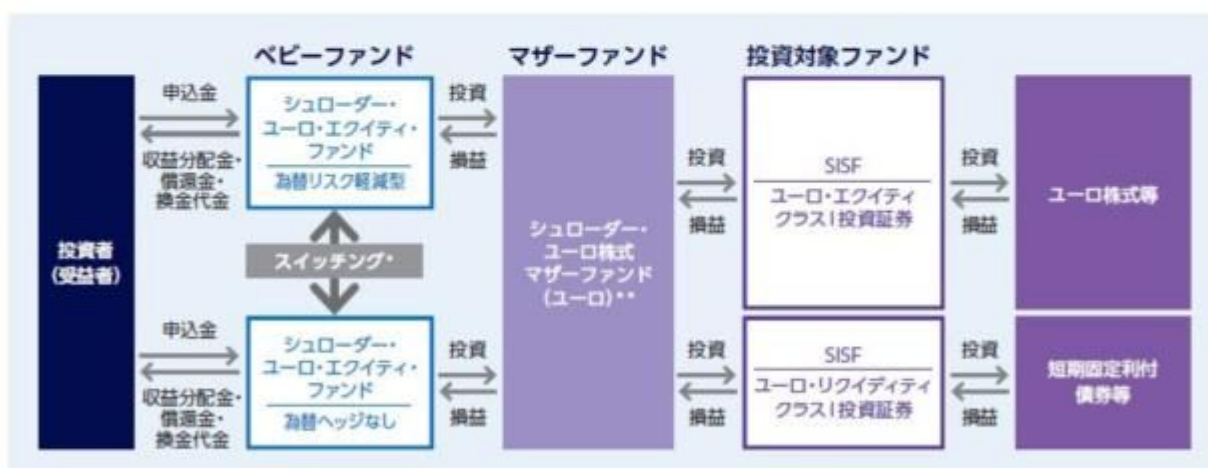 ベビーファンド
マザーファンド
投資対象ファンド
投資者
(受益者)
申込金
収益分配金・
償還金・
換金代金
シュローダー・
ユーロ・エクイティ・
ファンド
為替リスク軽減型
投資
損益
スイッチング*
申込金
収益分配金・
償還金・
換金代金
シュローダー・
ユーロ・エクイティ・
ファンド
為替ヘッジなし
投資
損益
シュローダー・
ユーロ株式
マザーファンド
(ユーロ)**
投資
損益
SISF
ユーロ・エクイティ
クラスI投資証券
投資
損益
ユーロ株式等
投資
損益
SISF
ユーロ・リクイディティ
クラスI投資証券
投資
損益
短期固定利付
債券等